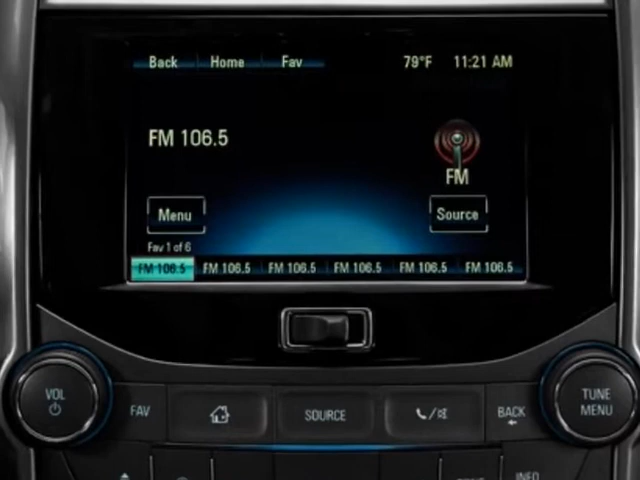 Back Home Fav 79°F 11:21 AM
FM 106.5
FM
Menu Source
Fav 1 of 6
FM 106.5 FM 106.5 FM 106.5 FM 106.5 FM 106.5 FM 106.5
VOL FAV SOURCE BACK TUNE MENU
INFO